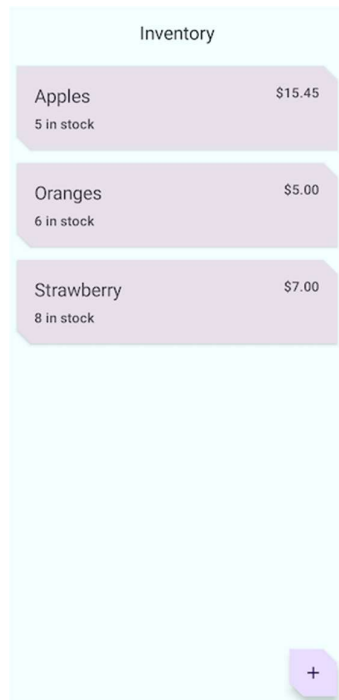 Inventory
Apples
$15.45
5 in stock
Oranges
$5.00
6 in stock
Strawberry
$7.00
8 in stock
+